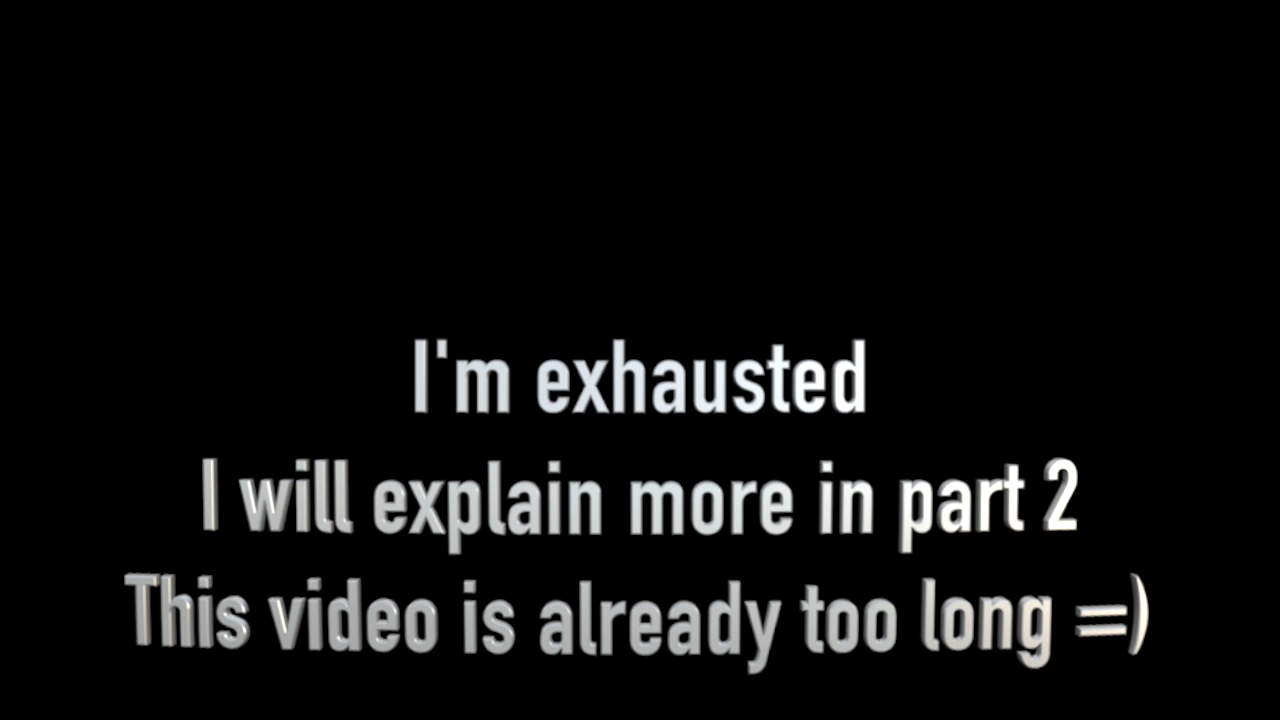 I'm exhausted
I will explain more in part 2
This video is already too long =)